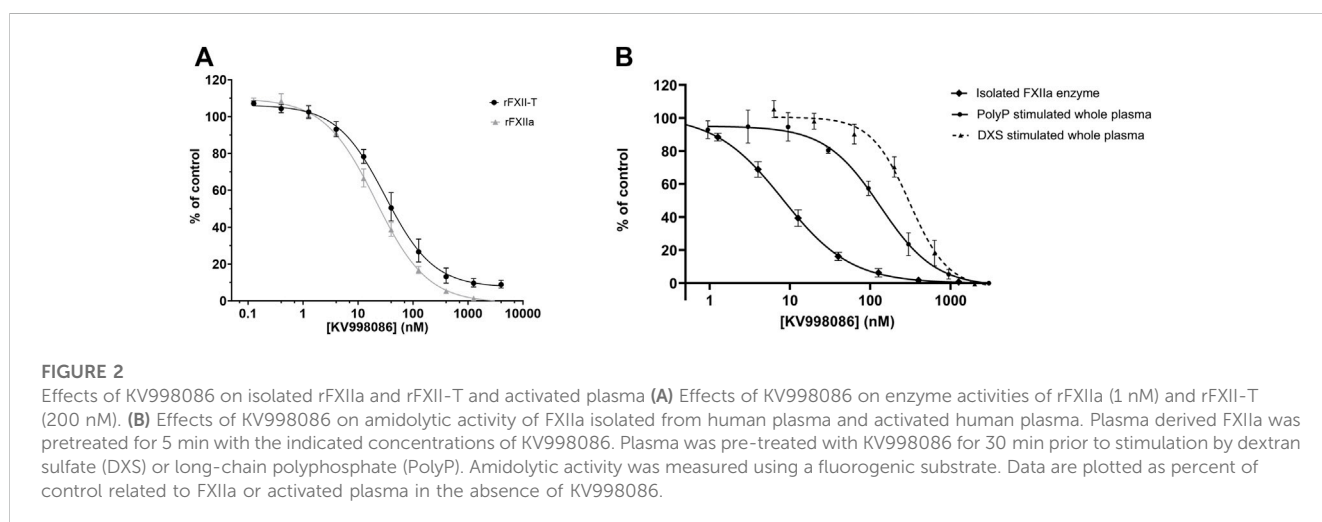 A
120
100
80
60
40
20
0
% of control
0.1 1 10 100 1000 10000
[KV998086] (nM)
rFXII-T
rFXIIa
B
120
100
80
60
40
20
0
% of control
1 10 100 1000
[KV998086] (nM)
Isolated FXIIa enzyme
PolyP stimulated whole plasma
DXS stimulated whole plasma
FIGURE 2
Effects of KV998086 on isolated rFXIIa and rFXII-T and activated plasma (A) Effects of KV998086 on enzyme activities of rFXIIa (1 nM) and rFXII-T
(200 nM). (B) Effects of KV998086 on amidolytic activity of FXIIa isolated from human plasma and activated human plasma. Plasma derived FXIIa was
pretreated for 5 min with the indicated concentrations of KV998086. Plasma was pre-treated with KV998086 for 30 min prior to stimulation by dextran
sulfate (DXS) or long-chain polyphosphate (PolyP). Amidolytic activity was measured using a fluorogenic substrate. Data are plotted as percent of
control related to FXIIa or activated plasma in the absence of KV998086.